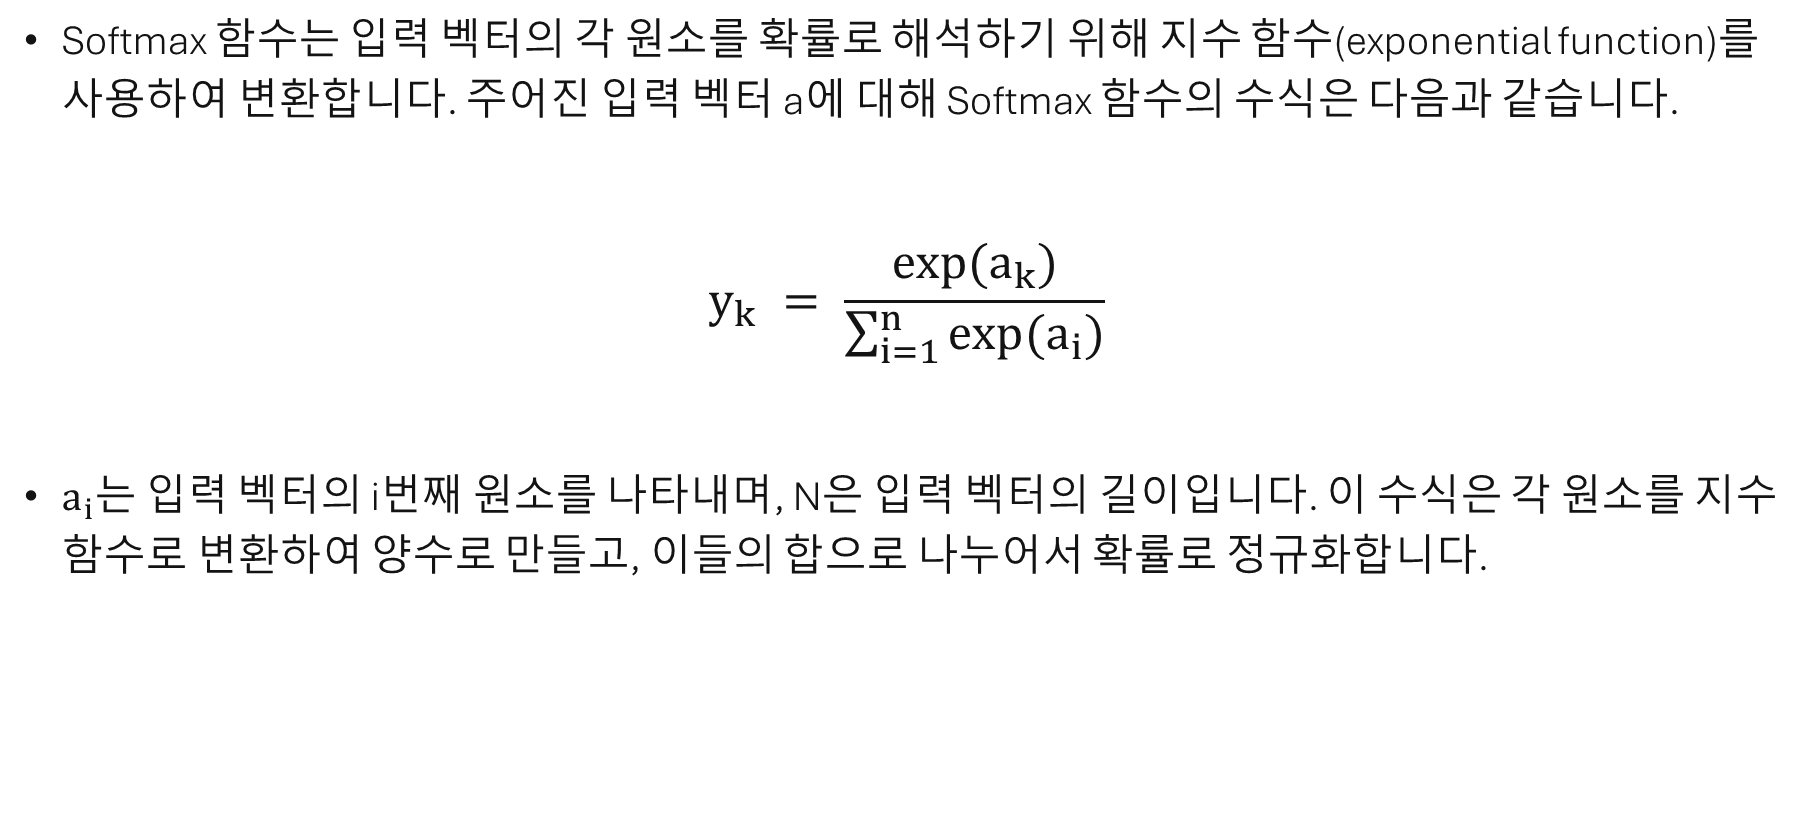 • Softmax 함수는 입력 벡터의 각 원소를 확률로 해석하기 위해 지수 함수(exponential function)를
사용하여 변환합니다. 주어진 입력 벡터 a에 대해 Softmax 함수의 수식은 다음과 같습니다.
y_k = exp(a_k) / ∑_{i=1}^{n} exp(a_i)
• a_i는 입력 벡터의 i번째 원소를 나타내며, N은 입력 벡터의 길이입니다. 이 수식은 각 원소를 지수
함수로 변환하여 양수로 만들고, 이들의 합으로 나누어서 확률로 정규화합니다.